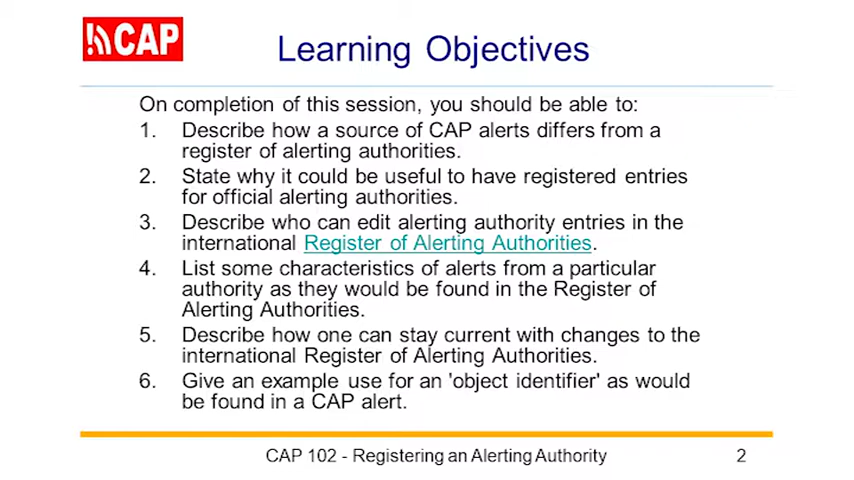 CAP
Learning Objectives
On completion of this session, you should be able to:
1. Describe how a source of CAP alerts differs from a
register of alerting authorities.
2. State why it could be useful to have registered entries
for official alerting authorities.
3. Describe who can edit alerting authority entries in the
international Register of Alerting Authorities.
4. List some characteristics of alerts from a particular
authority as they would be found in the Register of
Alerting Authorities.
5. Describe how one can stay current with changes to the
international Register of Alerting Authorities.
6. Give an example use for an 'object identifier' as would
be found in a CAP alert.
CAP 102 - Registering an Alerting Authority 2